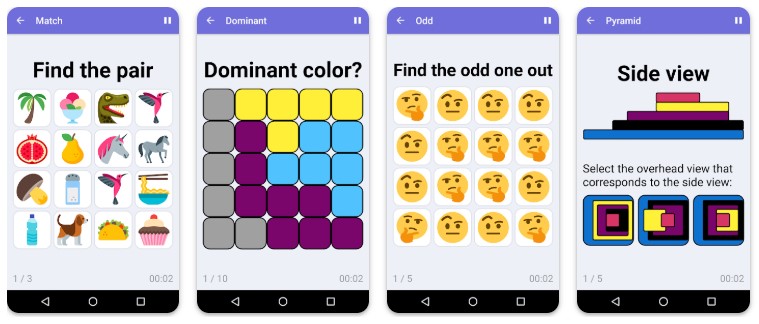 Match
Find the pair
1 / 3
00:02
Dominant
Dominant color?
1 / 10
00:02
Odd
Find the odd one out
1 / 5
00:02
Pyramid
Side view
Select the overhead view that
corresponds to the side view:
1 / 5
00:02